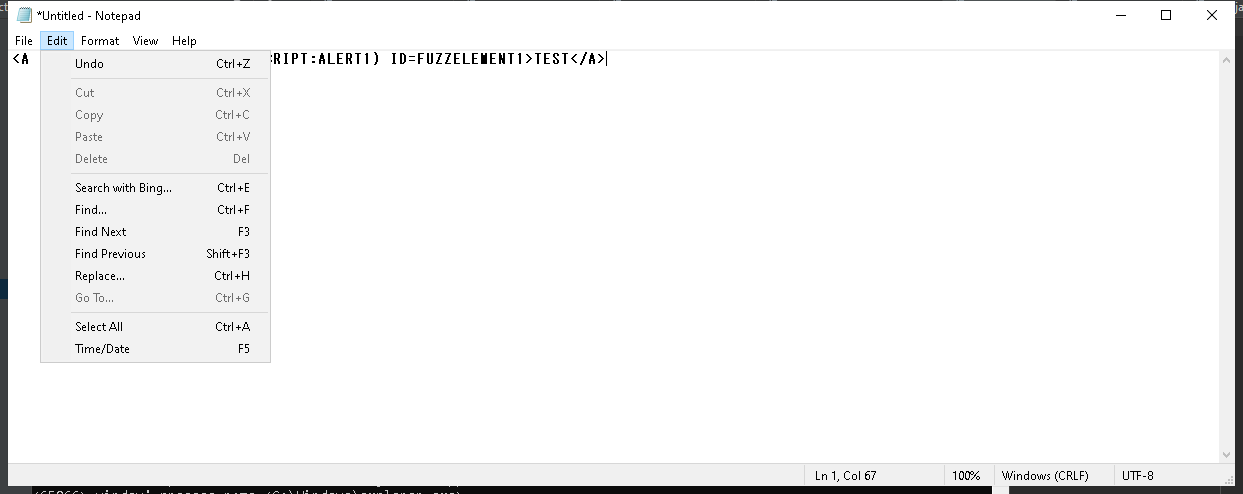 *Untitled - Notepad
File Edit Format View Help
<A RIPT:ALERT1) ID=FUZZELEMENT1>TEST</A>
Undo Ctrl+Z
Cut Ctrl+X
Copy Ctrl+C
Paste Ctrl+V
Delete Del
Search with Bing... Ctrl+E
Find... Ctrl+F
Find Next F3
Find Previous Shift+F3
Replace... Ctrl+H
Go To... Ctrl+G
Select All Ctrl+A
Time/Date F5
Ln 1, Col 67 100% Windows (CRLF) UTF-8